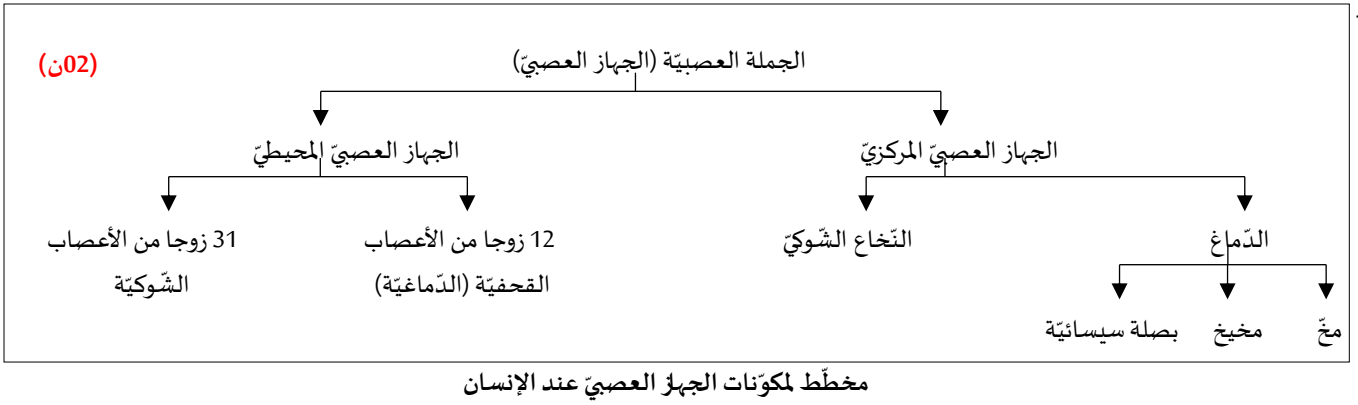 الجملة العصبيّة (الجهاز العصبيّ)
(02ن)
الجهاز العصبيّ المركزيّ
الجهاز العصبيّ المحيطيّ
الدّماغ
النّخاع الشّوكيّ
12 زوجا من الأعصاب
القحفيّة (الدّماغيّة)
31 زوجا من الأعصاب
الشّوكيّة
مخّ
مخيخ
بصلة سيسائيّة
مخطّط لمكوّنات الجهاز العصبيّ عند الإنسان